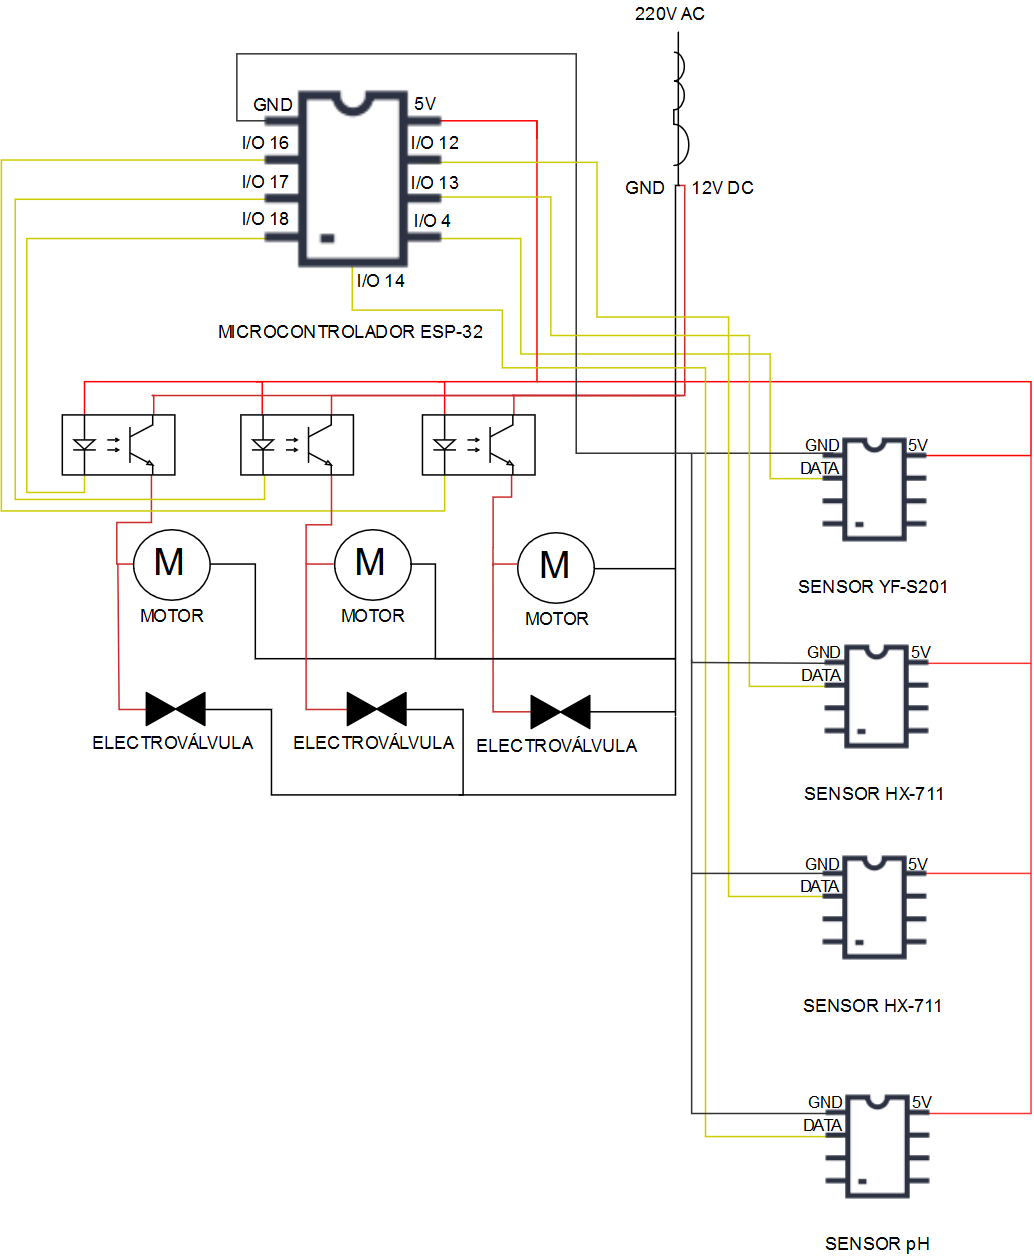 220V AC
GND
5V
I/O 16
I/O 12
I/O 17
I/O 13
I/O 18
I/O 4
I/O 14
MICROCONTROLADOR ESP-32
GND
12V DC
GND
5V
DATA
SENSOR YF-S201
M
M
M
MOTOR
MOTOR
MOTOR
GND
5V
DATA
SENSOR HX-711
ELECTROVÁLVULA
ELECTROVÁLVULA
ELECTROVÁLVULA
GND
5V
DATA
SENSOR HX-711
GND
5V
DATA
SENSOR pH